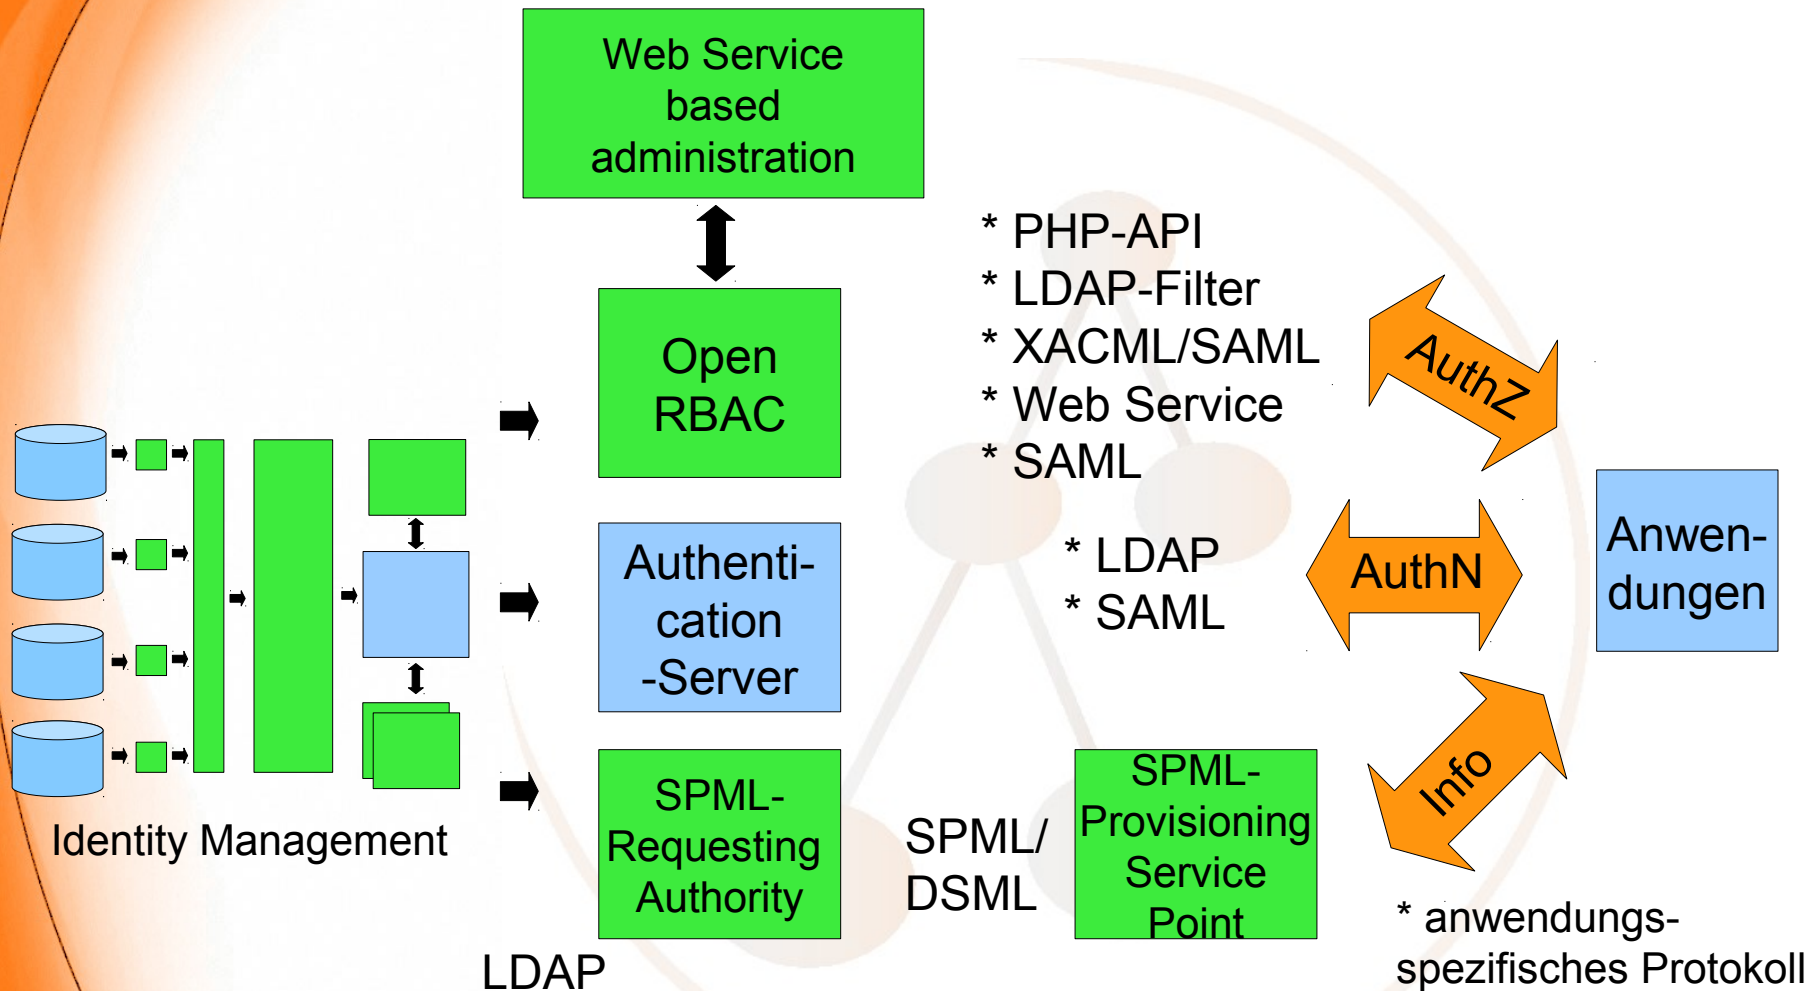 Web Service
based
administration
* PHP-API
* LDAP-Filter
* XACML/SAML
* Web Service
* SAML
Open
RBAC
AuthZ
Authenti-
cation
-Server
* LDAP
* SAML
AuthN
Anwen-
dungen
Identity Management
SPML-
Requesting
Authority
SPML/
DSML
SPML-
Provisioning
Service
Point
Info
LDAP
* anwendungs-
spezifisches Protokoll